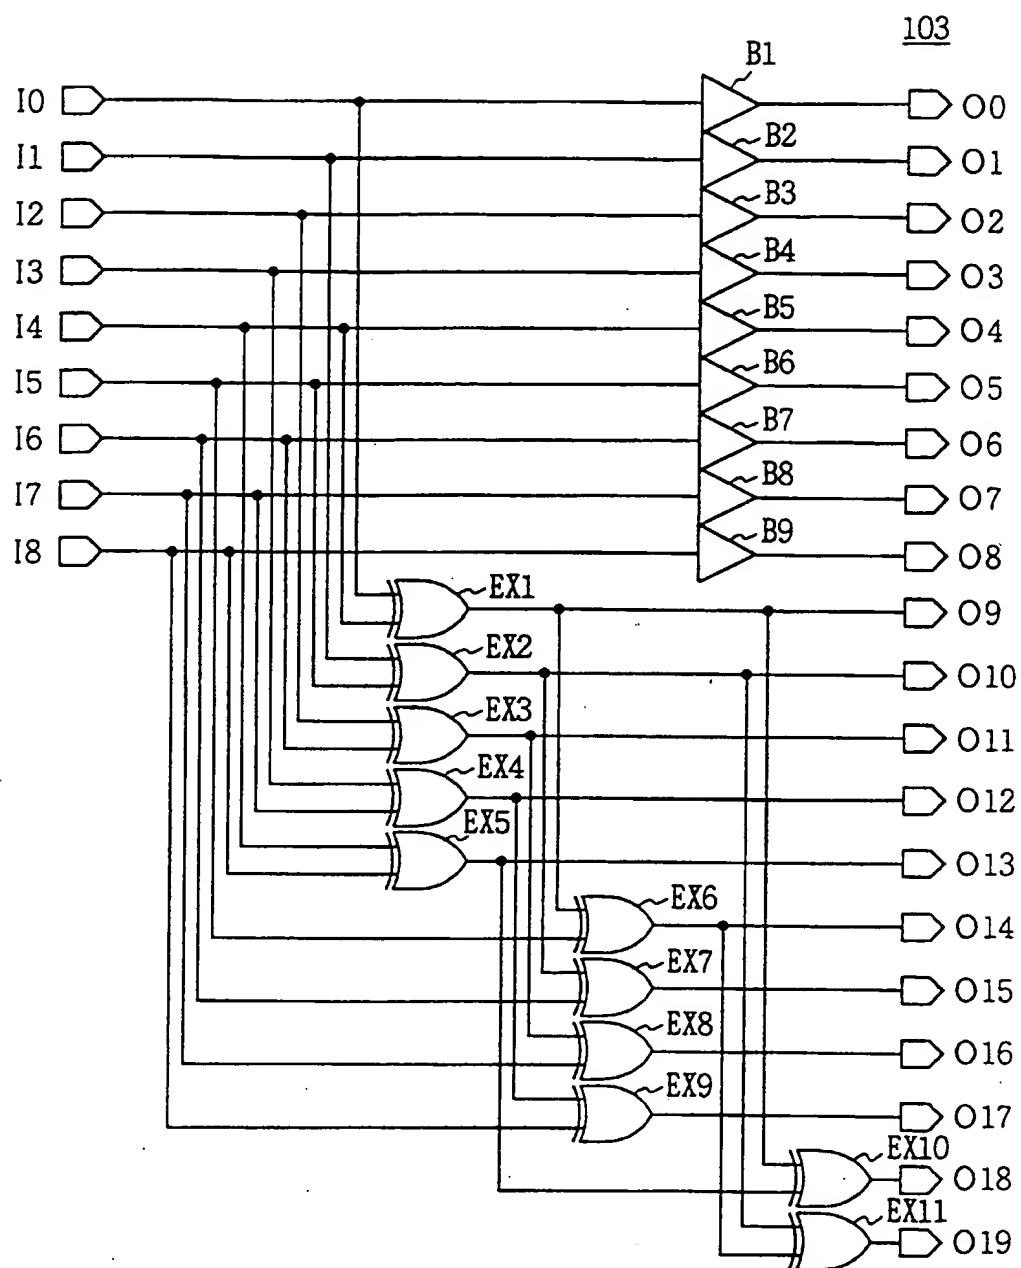 103
B1
I0 O0
B2
I1 O1
B3
I2 O2
B4
I3 O3
B5
I4 O4
B6
I5 O5
B7
I6 O6
B8
I7 O7
B9
I8 O8
EX1
O9
EX2
O10
EX3
O11
EX4
O12
EX5
O13
EX6
O14
EX7
O15
EX8
O16
EX9
O17
EX10
O18
EX11
O19